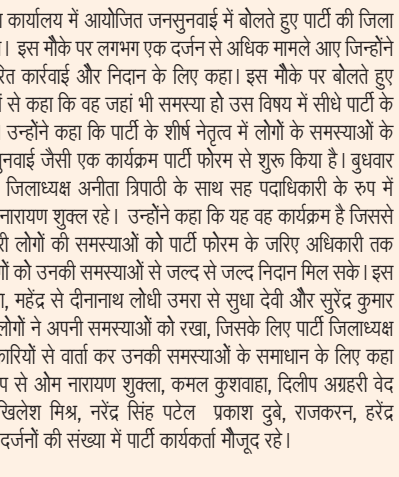 कार्यालय में आयोजित जनसुनवाई में बोलते हुए पार्टी की जिला
। इस मौके पर लगभग एक दर्जन से अधिक मामले आए जिन्होंने
रित कार्रवाई और निदान के लिए कहा। इस मौके पर बोलते हुए
से कहा कि वह जहां भी समस्या हो उस विषय में सीधे पार्टी के
उन्होंने कहा कि पार्टी के शीर्ष नेतृत्व में लोगों के समस्याओं के
नुनवाई जैसी एक कार्यक्रम पार्टी फोरम से शुरू किया है। बुधवार
जिलाध्यक्ष अनीता त्रिपाठी के साथ सह पदाधिकारी के रुप में
नारायण शुक्ल रहे। उन्होंने कहा कि यह वह कार्यक्रम है जिससे
री लोगों की समस्याओं को पार्टी फोरम के जरिए अधिकारी तक
गों को उनकी समस्याओं से जल्द से जल्द निदान मिल सके। इस
ा, महेंद्र से दीनानाथ लोधी उमरा से सुधा देवी और सुरेंद्र कुमार
लोगों ने अपनी समस्याओं को रखा, जिसके लिए पार्टी जिलाध्यक्ष
कारियों से वार्ता कर उनकी समस्याओं के समाधान के लिए कहा
प से ओम नारायण शुक्ला, कमल कुशवाहा, दिलीप अग्रहरी वेद
खिलेश मिश्र, नरेंद्र सिंह पटेल प्रकाश दुबे, राजकरन, हरेंद्र
दर्जनों की संख्या में पार्टी कार्यकर्ता मौजूद रहे।